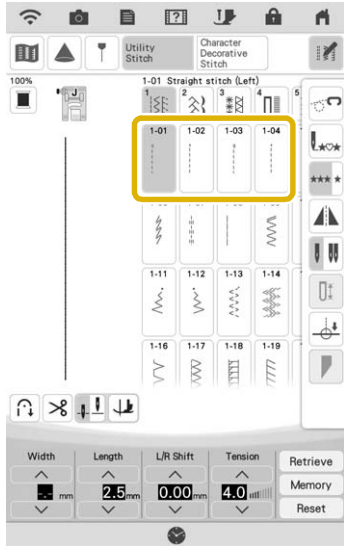 Utility Stitch
Character Decorative Stitch
100%
1-01 Straight stitch (Left)
J
1 2 3 4 5
1-01 1-02 1-03 1-04
1-11 1-12 1-13 1-14
1-16 1-17 1-18 1-19
Width Length L/R Shift Tension
Retrieve
-.- mm 2.5 mm 0.00 mm 4.0
Memory
Reset